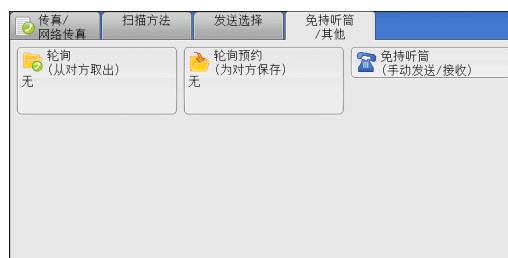 传真/
网络传真
扫描方法
发送选择
免持听筒
/其他
轮询
(从对方取出)
无
轮询预约
(为对方保存)
无
免持听筒
(手动发送/接收)